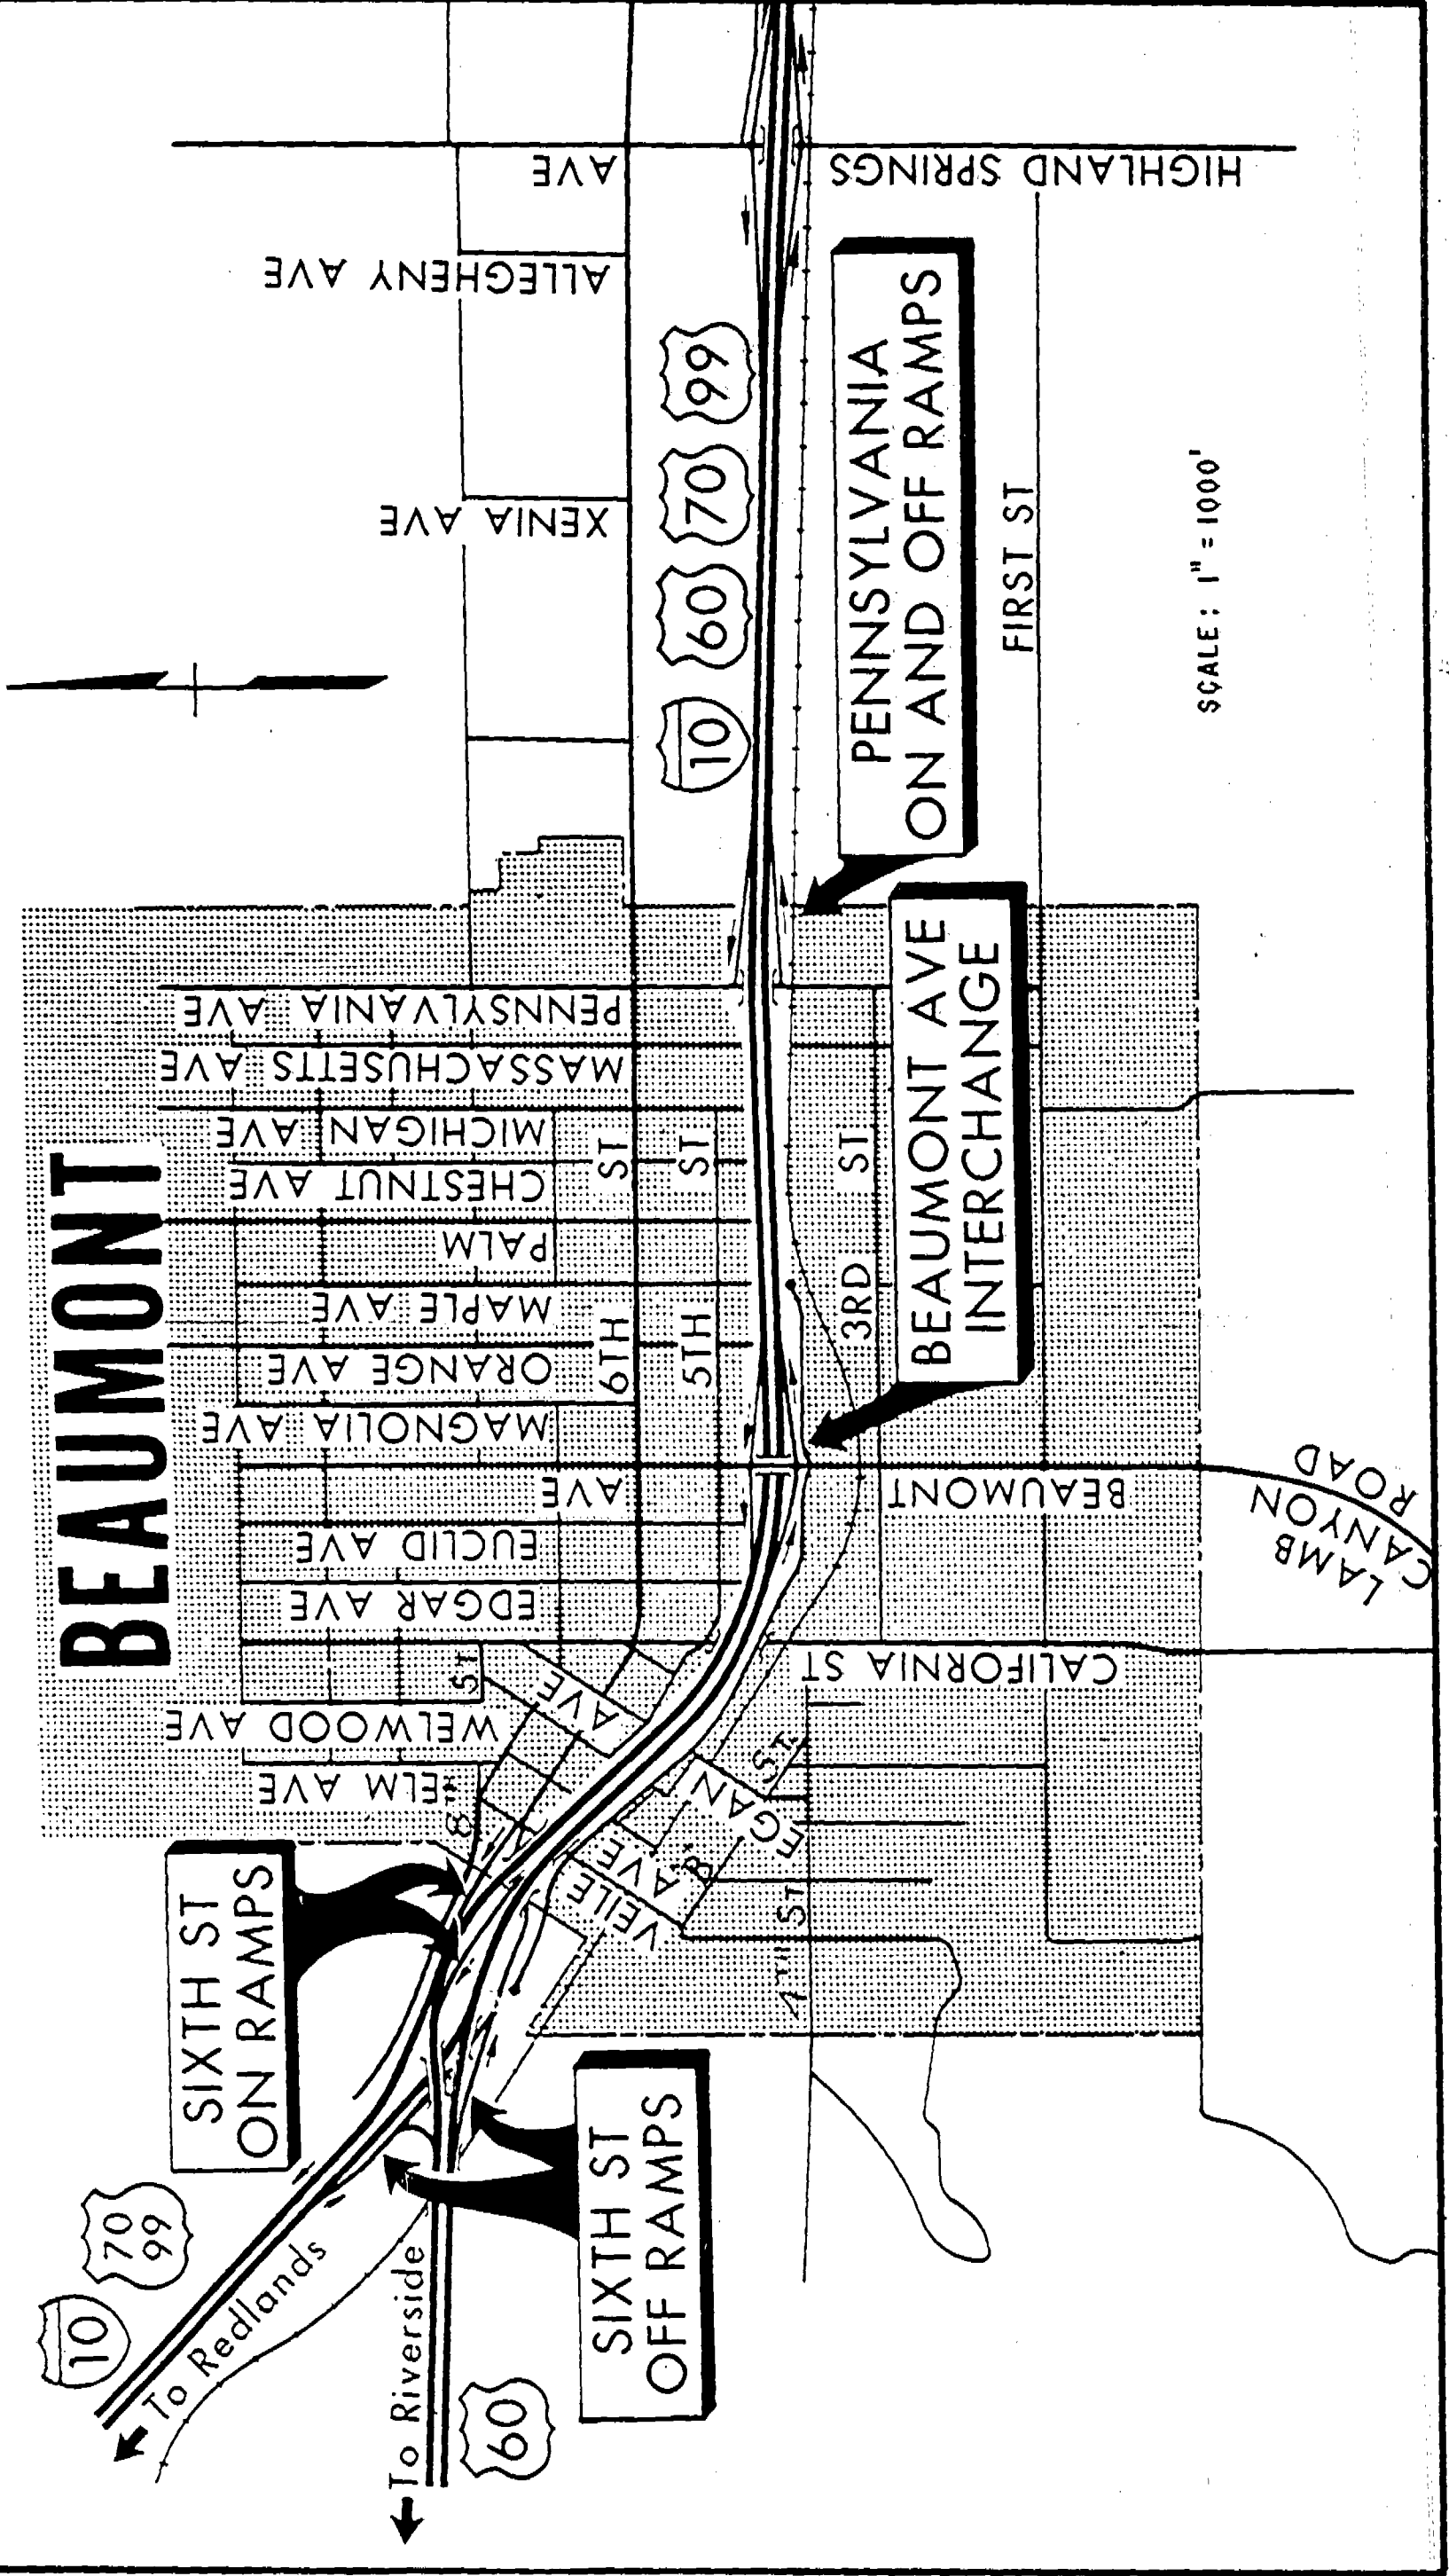 BEAUMONT
10
70
99
To Redlands
To Riverside
60
SIXTH ST
ON RAMPS
SIXTH ST
OFF RAMPS
ELM AVE
WELWOOD AVE
8TH
ST
EDGAR AVE
EUCLID AVE
AVE
MAGNOLIA AVE
ORANGE AVE
MAPLE AVE
PALM
CHESTNUT AVE
MICHIGAN AVE
MASSACHUSETTS AVE
PENNSYLVANIA AVE
XENIA AVE
ALLEGHENY AVE
AVE
HIGHLAND SPRINGS
6TH ST
5TH ST
3RD ST
10
60
70
99
AVE
VEILE AVE
"B"
EGAN
ST
4TH ST
CALIFORNIA ST
BEAUMONT
PENNSYLVANIA
ON AND OFF RAMPS
BEAUMONT AVE
INTERCHANGE
FIRST ST
LAMB
CANYON
ROAD
SCALE: 1" = 1000'